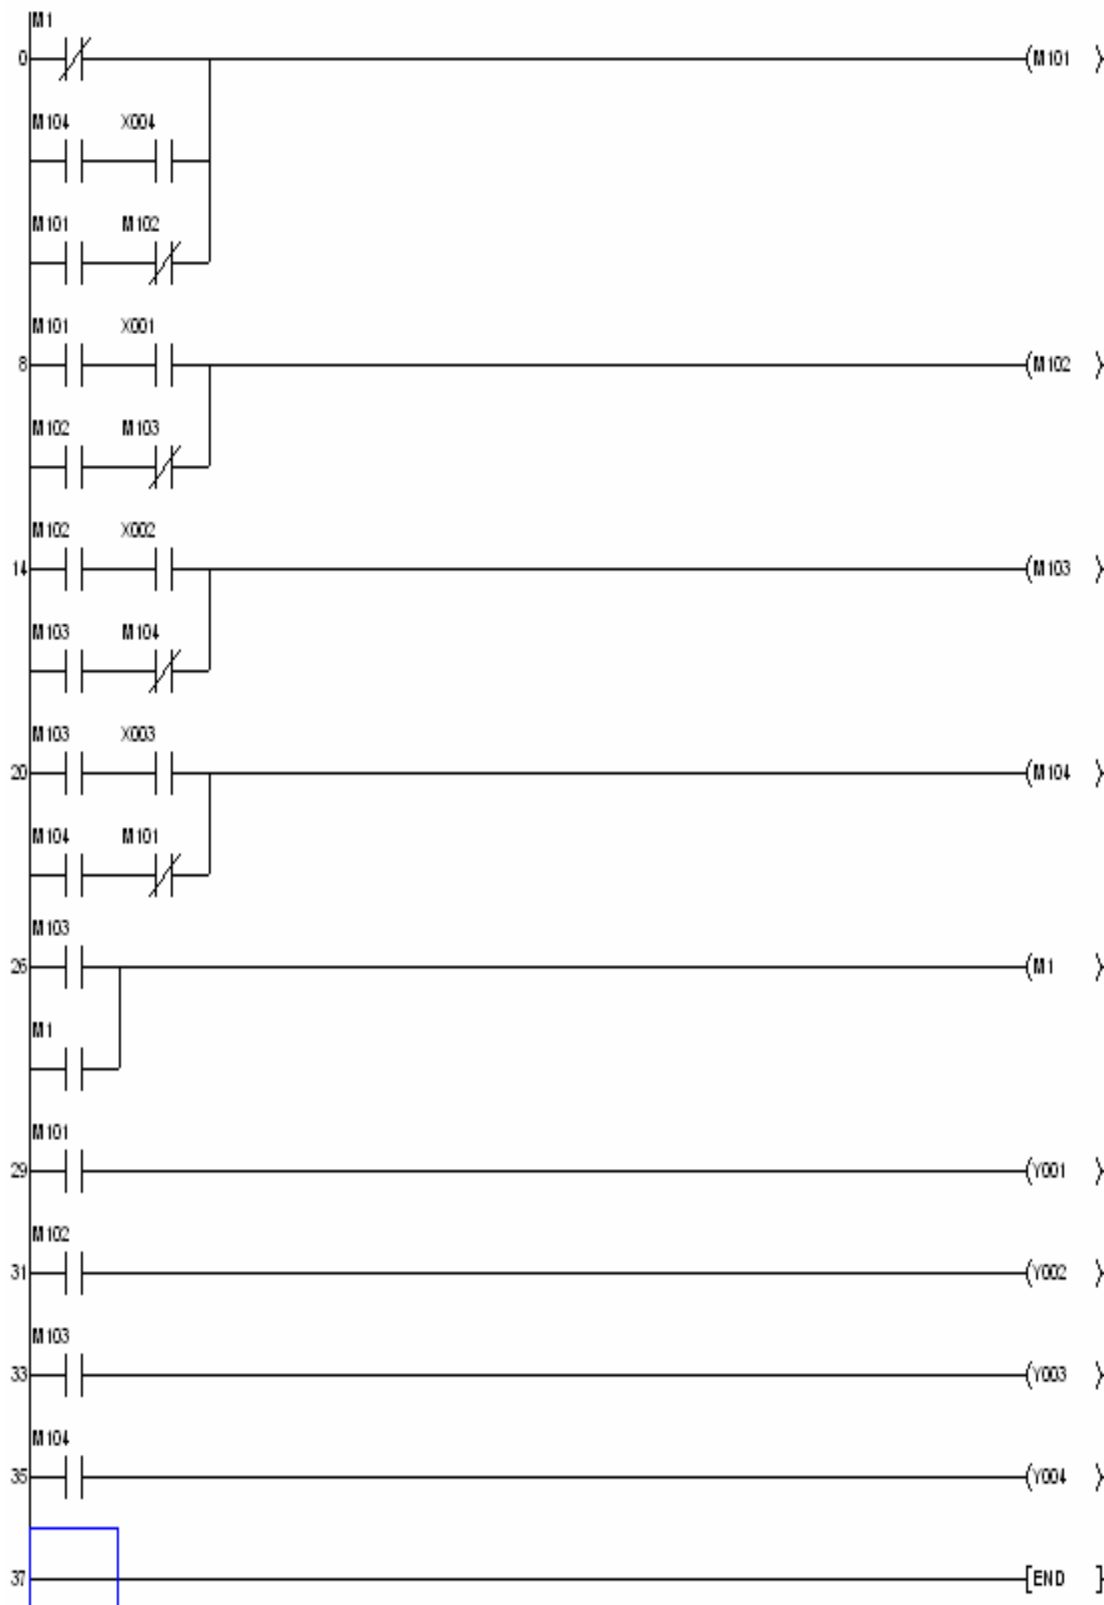 M1
0 (M101 )
M104 X004
M101 M102
M101 X001
8 (M102 )
M102 M103
M102 X002
14 (M103 )
M103 M104
M103 X003
20 (M104 )
M104 M101
M103
26 (M1 )
M1
M101
29 (Y001 )
M102
31 (Y002 )
M103
33 (Y003 )
M104
35 (Y004 )
37 [END ]